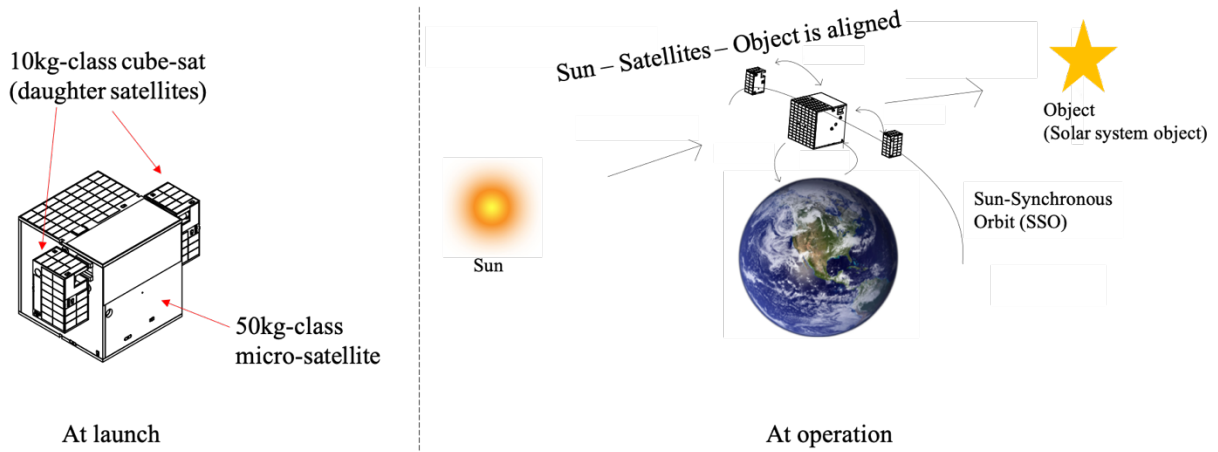 10kg-class cube-sat
(daughter satellites)
50kg-class
micro-satellite
At launch
Sun – Satellites – Object is aligned
Sun
Object
(Solar system object)
Sun-Synchronous
Orbit (SSO)
At operation